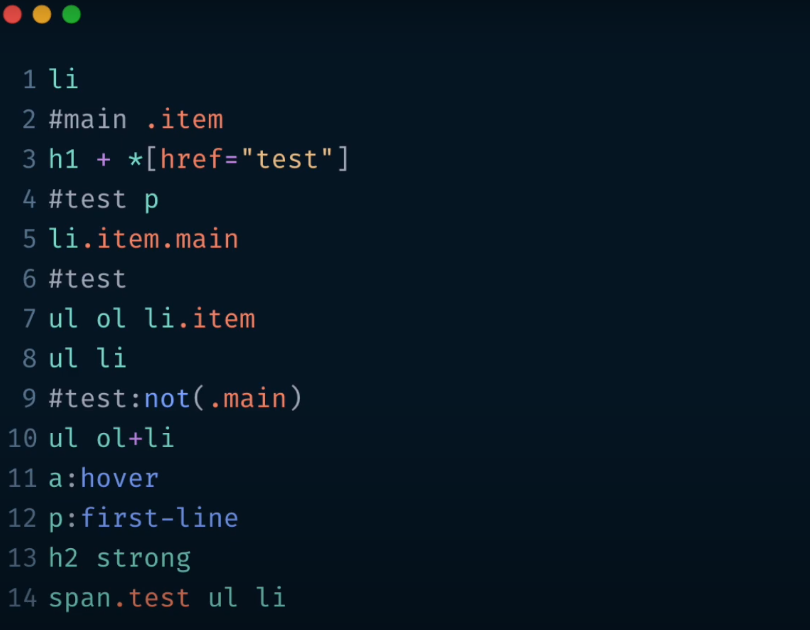 1 li
2 #main .item
3 h1 + *[href="test"]
4 #test p
5 li.item.main
6 #test
7 ul ol li.item
8 ul li
9 #test:not(.main)
10 ul ol+li
11 a:hover
12 p:first-line
13 h2 strong
14 span.test ul li